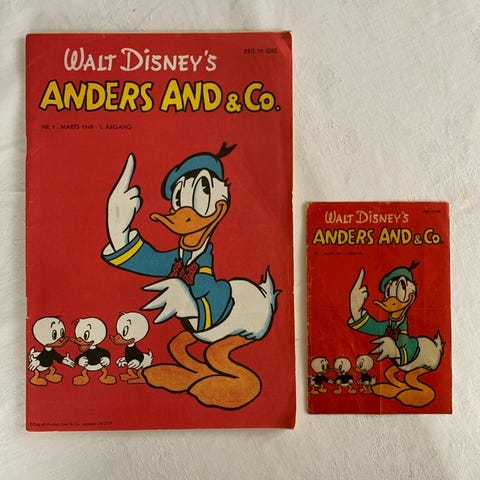 WALT DISNEY'S
PRIS 75 ØRE
ANDERS AND & Co.
NR. 1 - MARTS 1949 - 1. ÅRGANG
WALT DISNEY'S
ANDERS AND & Co.